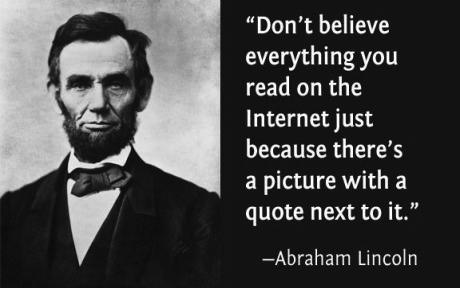 “Don’t believe
everything you
read on the
Internet just
because there’s
a picture with a
quote next to it.”
–Abraham Lincoln